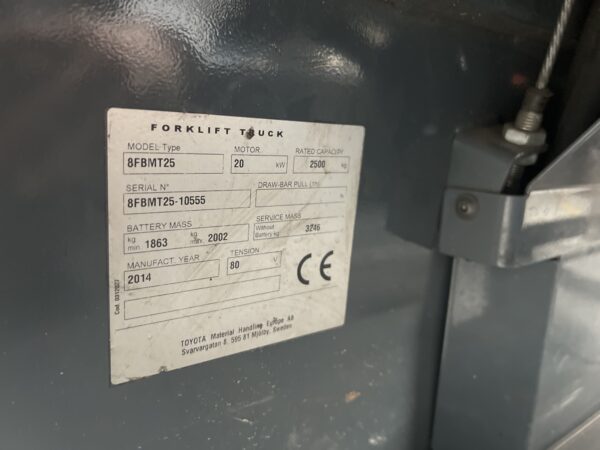 FORKLIFT TRUCK
MODEL Type MOTOR RATED CAPACITY
8FBMT25 20 kW 2500 kg
SERIAL N° DRAW-BAR PULL
8FBMT25-10555
BATTERY MASS SERVICE MASS
kg min 1863 kg max. 2002 Without Battery kg 3246
MANUFACT. YEAR TENSION
2014 80 V
CE
TOYOTA Material Handling Europe AB
Svarvargatan 8, 595 81 Mjölby, Sweden